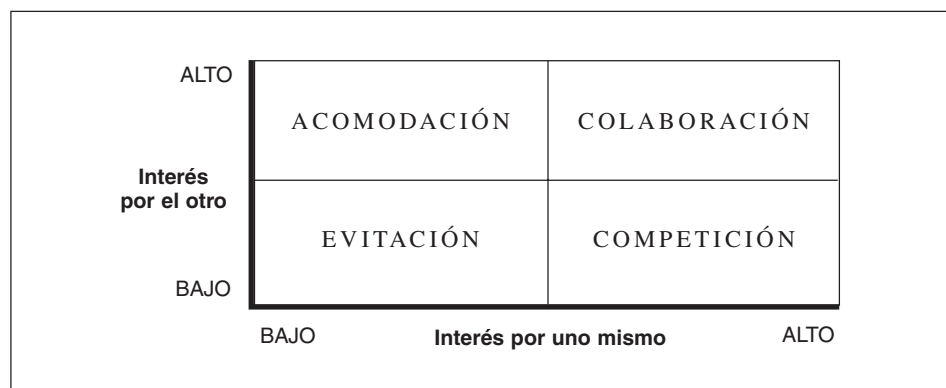 ALTO
ACOMODACIÓN
COLABORACIÓN
Interés
por el otro
EVITACIÓN
COMPETICIÓN
BAJO
BAJO
Interés por uno mismo
ALTO